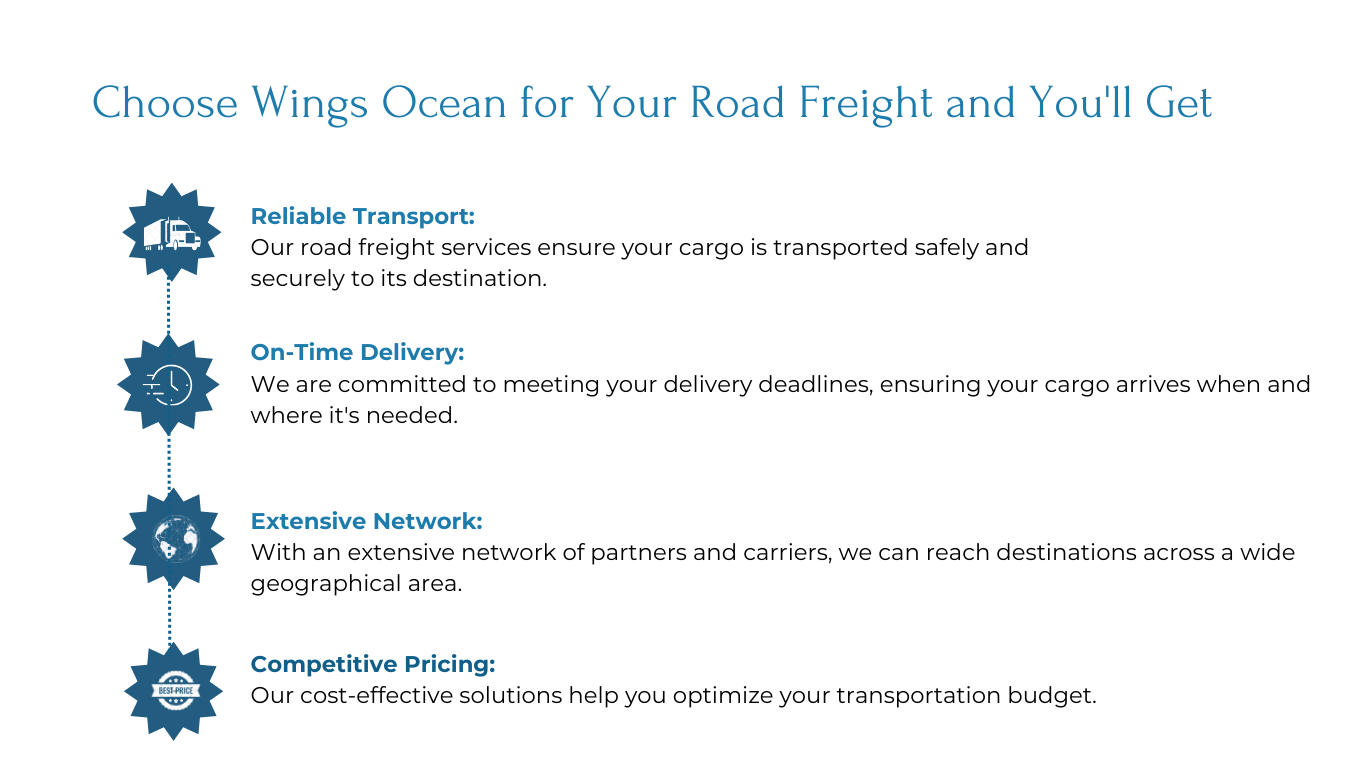 Choose Wings Ocean for Your Road Freight and You'll Get
Reliable Transport:
Our road freight services ensure your cargo is transported safely and
securely to its destination.
On-Time Delivery:
We are committed to meeting your delivery deadlines, ensuring your cargo arrives when and
where it's needed.
Extensive Network:
With an extensive network of partners and carriers, we can reach destinations across a wide
geographical area.
BEST PRICE
Competitive Pricing:
Our cost-effective solutions help you optimize your transportation budget.